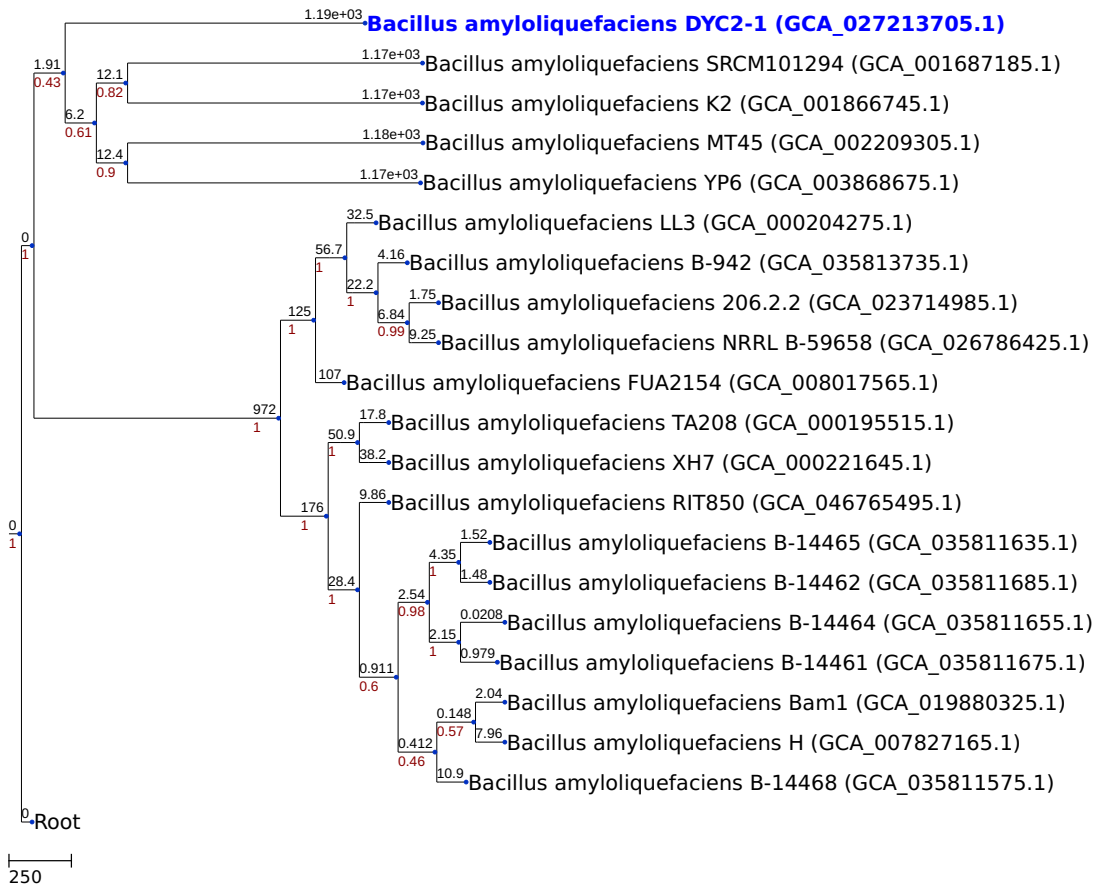 1.19e+03
Bacillus amyloliquefaciens DYC2-1 (GCA_027213705.1)
1.91
0.43
12.1
0.82
1.17e+03
Bacillus amyloliquefaciens SRCM101294 (GCA_001687185.1)
1.17e+03
Bacillus amyloliquefaciens K2 (GCA_001866745.1)
6.2
0.61
1.18e+03
Bacillus amyloliquefaciens MT45 (GCA_002209305.1)
12.4
0.9
1.17e+03
Bacillus amyloliquefaciens YP6 (GCA_003868675.1)
32.5
Bacillus amyloliquefaciens LL3 (GCA_000204275.1)
0
1
56.7
1
4.16
Bacillus amyloliquefaciens B-942 (GCA_035813735.1)
22.2
1
1.75
Bacillus amyloliquefaciens 206.2.2 (GCA_023714985.1)
125
1
6.84
0.99
9.25
Bacillus amyloliquefaciens NRRL B-59658 (GCA_026786425.1)
107
Bacillus amyloliquefaciens FUA2154 (GCA_008017565.1)
972
1
17.8
Bacillus amyloliquefaciens TA208 (GCA_000195515.1)
50.9
1
38.2
Bacillus amyloliquefaciens XH7 (GCA_000221645.1)
9.86
Bacillus amyloliquefaciens RIT850 (GCA_046765495.1)
176
1
0
1
1.52
Bacillus amyloliquefaciens B-14465 (GCA_035811635.1)
4.35
1
1.48
Bacillus amyloliquefaciens B-14462 (GCA_035811685.1)
28.4
1
2.54
0.98
0.0208
Bacillus amyloliquefaciens B-14464 (GCA_035811655.1)
2.15
1
0.979
Bacillus amyloliquefaciens B-14461 (GCA_035811675.1)
0.911
0.6
2.04
Bacillus amyloliquefaciens Bam1 (GCA_019880325.1)
0.148
0.57
7.96
Bacillus amyloliquefaciens H (GCA_007827165.1)
0.412
0.46
10.9
Bacillus amyloliquefaciens B-14468 (GCA_035811575.1)
0
Root
250